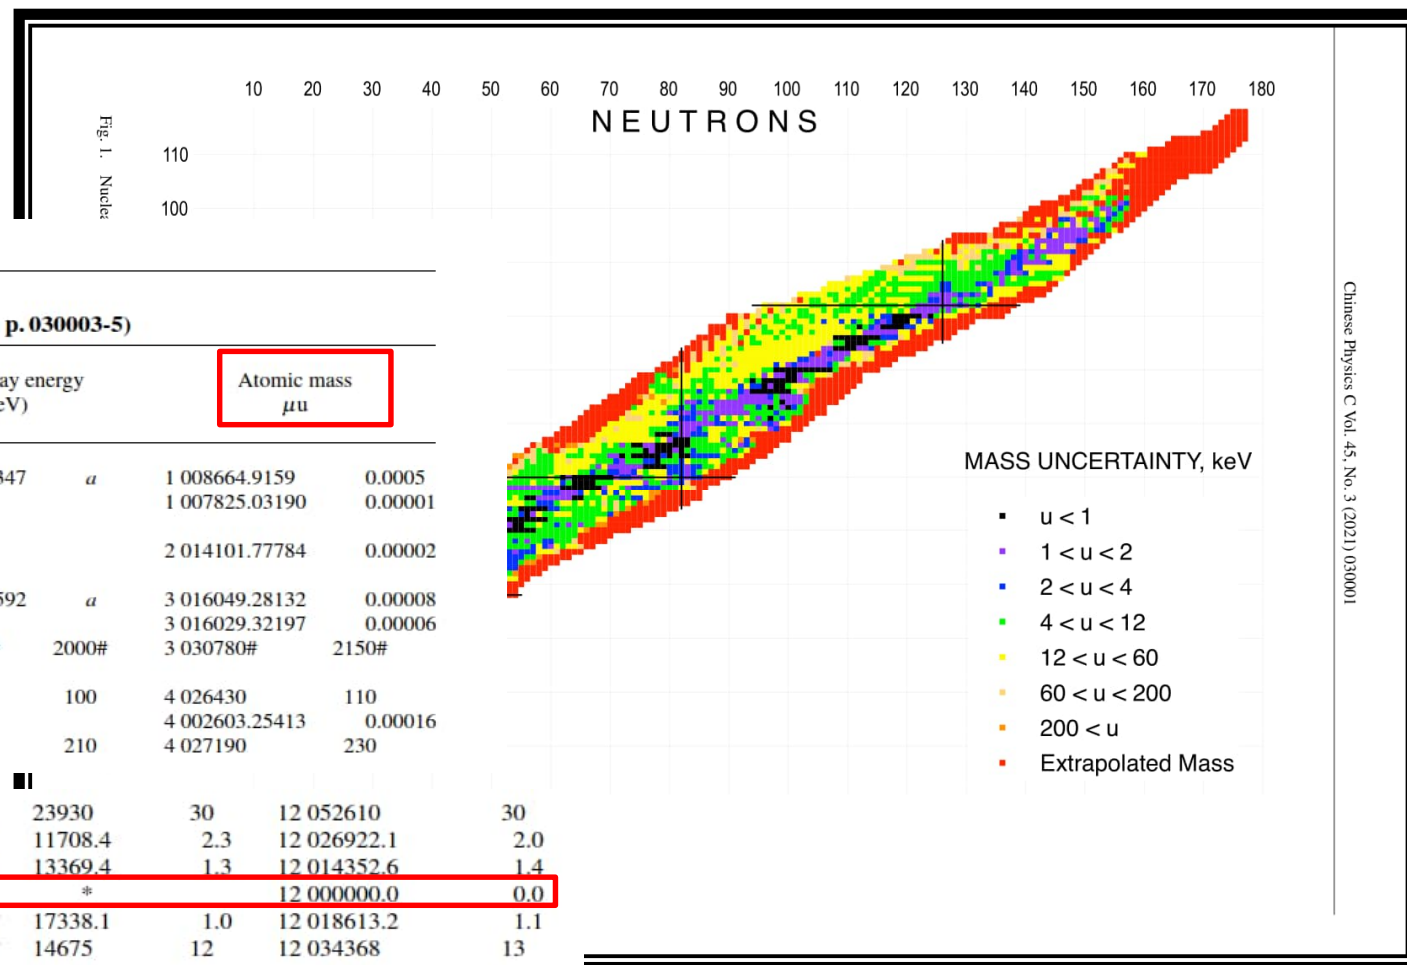 10 20 30 40 50 60 70 80 90 100 110 120 130 140 150 160 170 180
NEUTRONS
110
100
Fig. 1.
Chinese Physics C Vol. 45, No. 3 (2021) 030001
p. 030003-5)
ay energy
Atomic mass
μu
347 a 1 008664.9159 0.0005
1 007825.03190 0.00001
2 014101.77784 0.00002
592 a 3 016049.28132 0.00008
3 016029.32197 0.00006
2000# 3 030780# 2150#
100 4 026430 110
4 002603.25413 0.00016
210 4 027190 230
23930 30 12 052610 30
11708.4 2.3 12 026922.1 2.0
13369.4 1.3 12 014352.6 1.4
* 12 000000.0 0.0
17338.1 1.0 12 018613.2 1.1
14675 12 12 034368 13
MASS UNCERTAINTY, keV
u < 1
1 < u < 2
2 < u < 4
4 < u < 12
12 < u < 60
60 < u < 200
200 < u
Extrapolated Mass